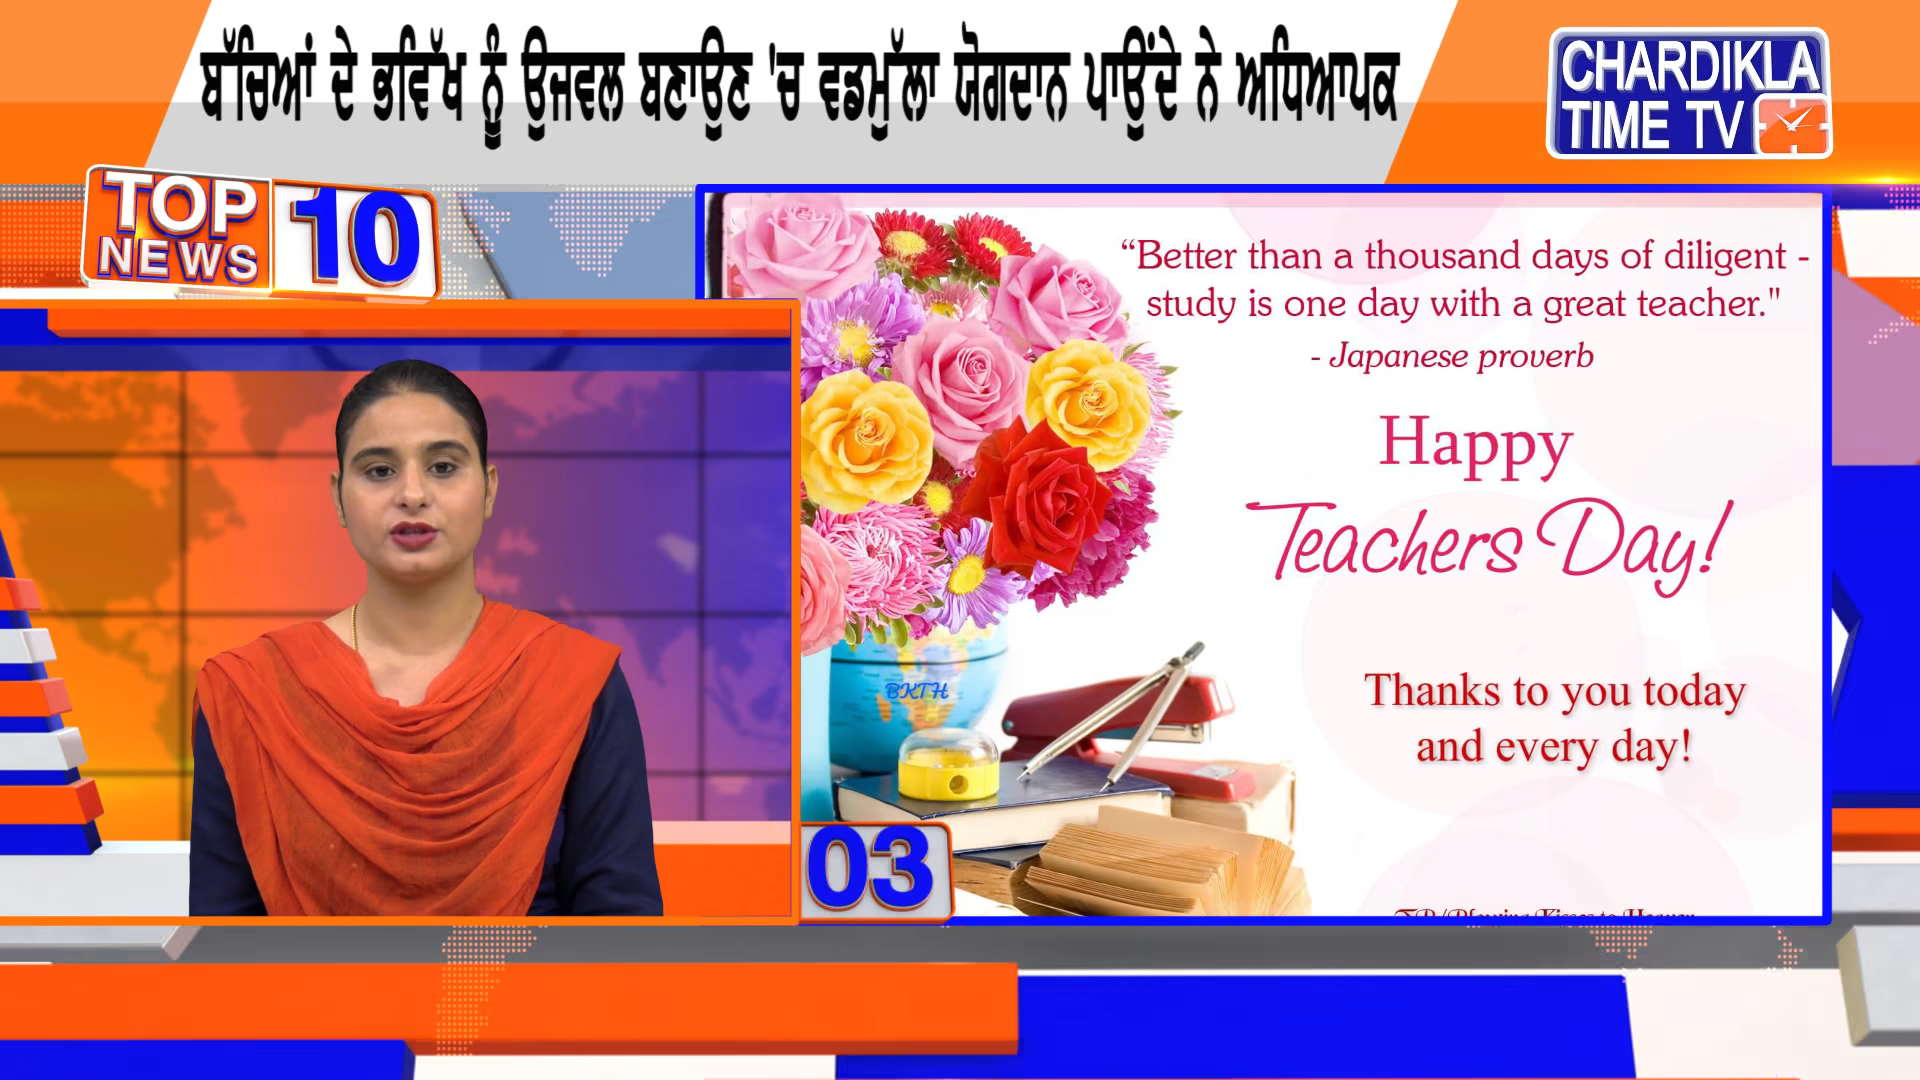 ਬੱਚਿਆਂ ਦੇ ਭਵਿੱਖ ਨੂੰ ਉਜਵਲ ਬਣਾਉਣ 'ਚ ਵਡਮੁੱਲਾ ਯੋਗਦਾਨ ਪਾਉਂਦੇ ਨੇ ਅਧਿਆਪਕ
CHARDIKLA
TIME TV
TOP
NEWS
10
“Better than a thousand days of diligent -
study is one day with a great teacher."
- Japanese proverb
Happy
Teachers Day!
BKTH
Thanks to you today
and every day!
03